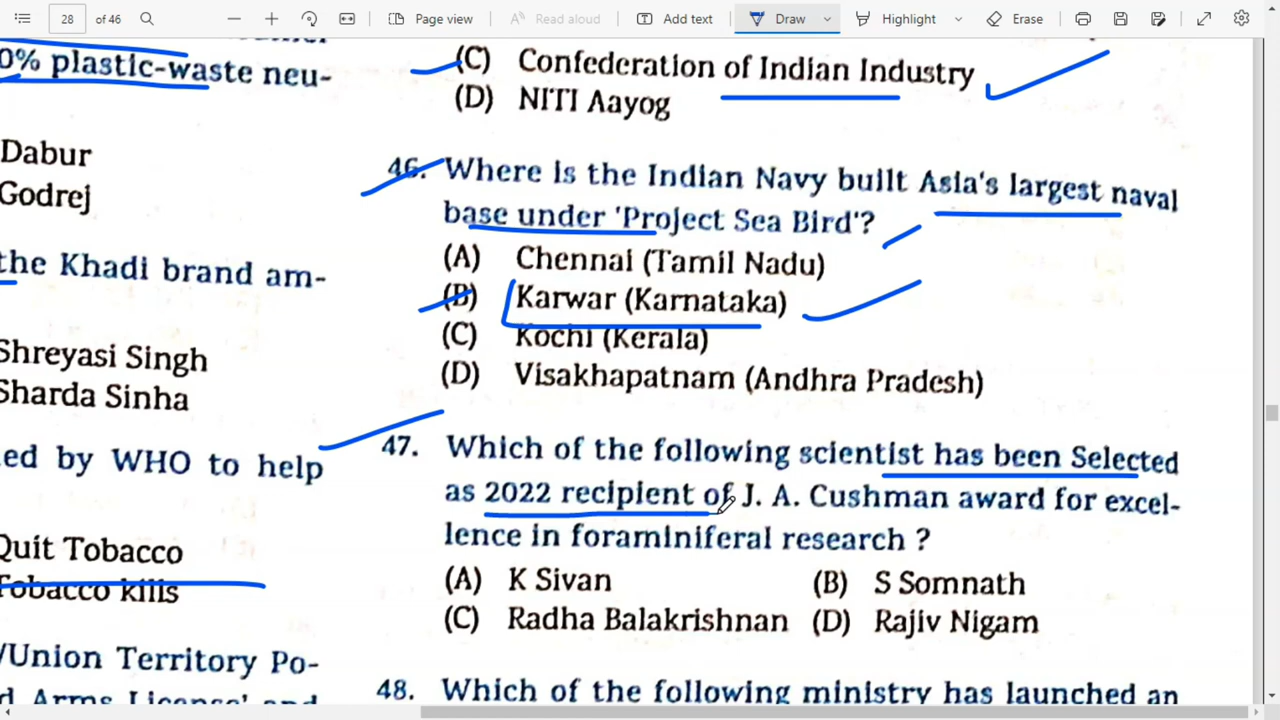 28 of 46
Page view
Read aloud
Add text
Draw
Highlight
Erase
0% plastic-waste neu-
Dabur
Godrej
the Khadi brand am-
Shreyasi Singh
Sharda Sinha
ed by WHO to help
Quit Tobacco
Tobacco kills
/Union Territory Po-
(C) Confederation of Indian Industry
(D) NITI Aayog
46. Where is the Indian Navy built Asia's largest naval
base under 'Project Sea Bird'?
(A) Chennai (Tamil Nadu)
(B) Karwar (Karnataka)
(C) Kochi (Kerala)
(D) Visakhapatnam (Andhra Pradesh)
47. Which of the following scientist has been Selected
as 2022 recipient of J. A. Cushman award for excel-
lence in foraminiferal research ?
(A) K Sivan (B) S Somnath
(C) Radha Balakrishnan (D) Rajiv Nigam
48. Which of the following ministry has launched an